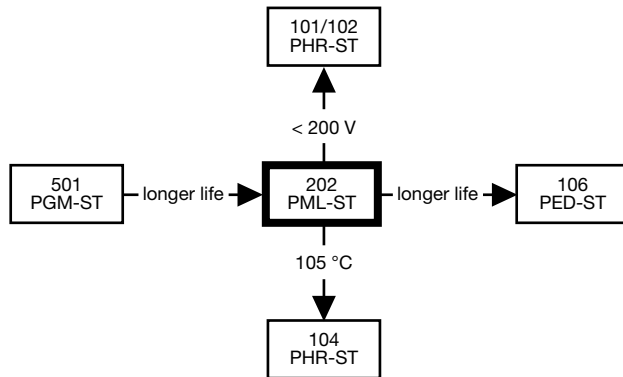 101/102
PHR-ST
< 200 V
501
PGM-ST
longer life
202
PML-ST
longer life
106
PED-ST
105 °C
104
PHR-ST